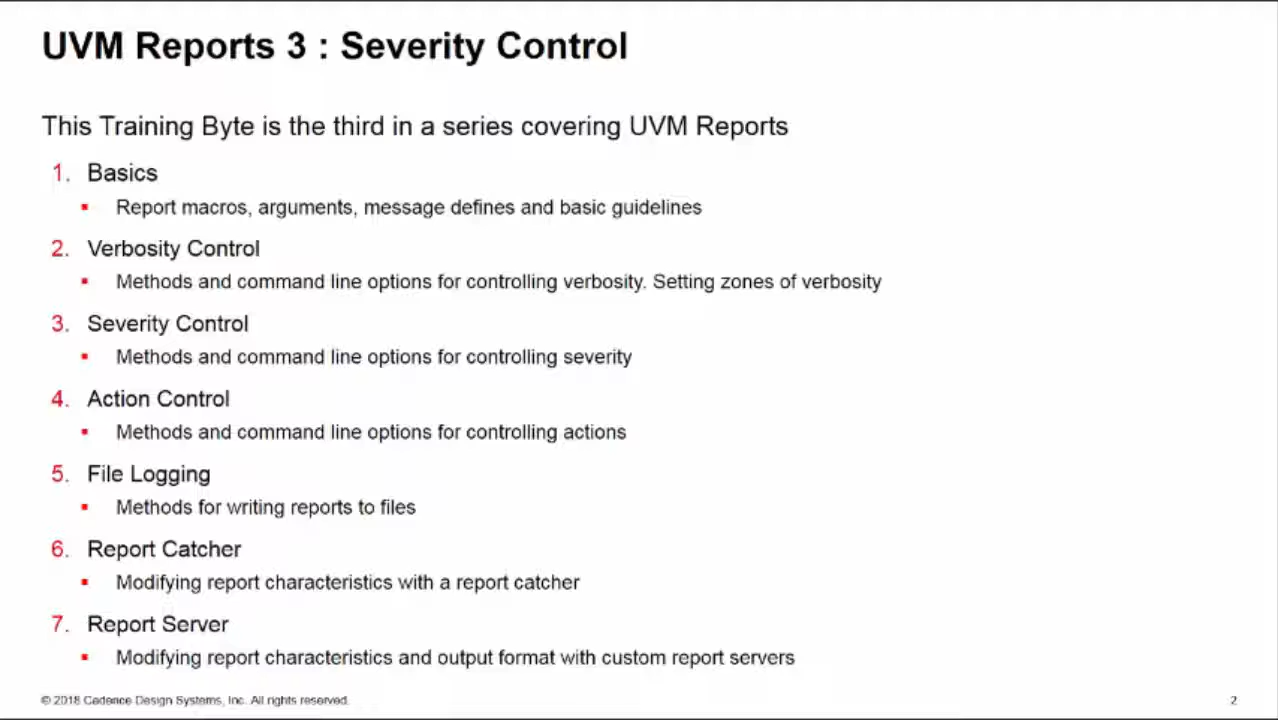 UVM Reports 3 : Severity Control
This Training Byte is the third in a series covering UVM Reports
1. Basics
▪ Report macros, arguments, message defines and basic guidelines
2. Verbosity Control
▪ Methods and command line options for controlling verbosity. Setting zones of verbosity
3. Severity Control
▪ Methods and command line options for controlling severity
4. Action Control
▪ Methods and command line options for controlling actions
5. File Logging
▪ Methods for writing reports to files
6. Report Catcher
▪ Modifying report characteristics with a report catcher
7. Report Server
▪ Modifying report characteristics and output format with custom report servers
© 2018 Cadence Design Systems, Inc. All rights reserved.
2